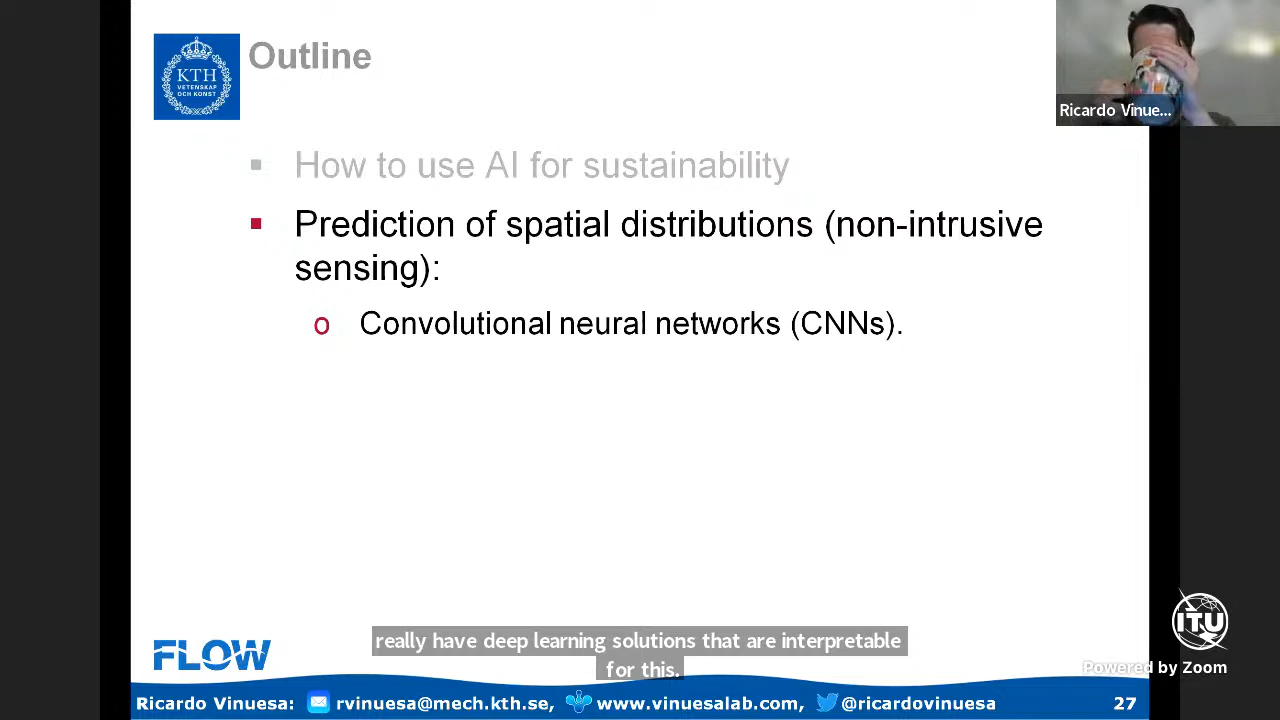 KTH
VETENSKAP
OCH KONST
Outline
Ricardo Vinue...
How to use AI for sustainability
Prediction of spatial distributions (non-intrusive
sensing):
o Convolutional neural networks (CNNs).
really have deep learning solutions that are interpretable
for this.
FLOW
ITU
Powered by Zoom
Ricardo Vinuesa: rvinuesa@mech.kth.se, www.vinuesalab.com, @ricardovinuesa 27